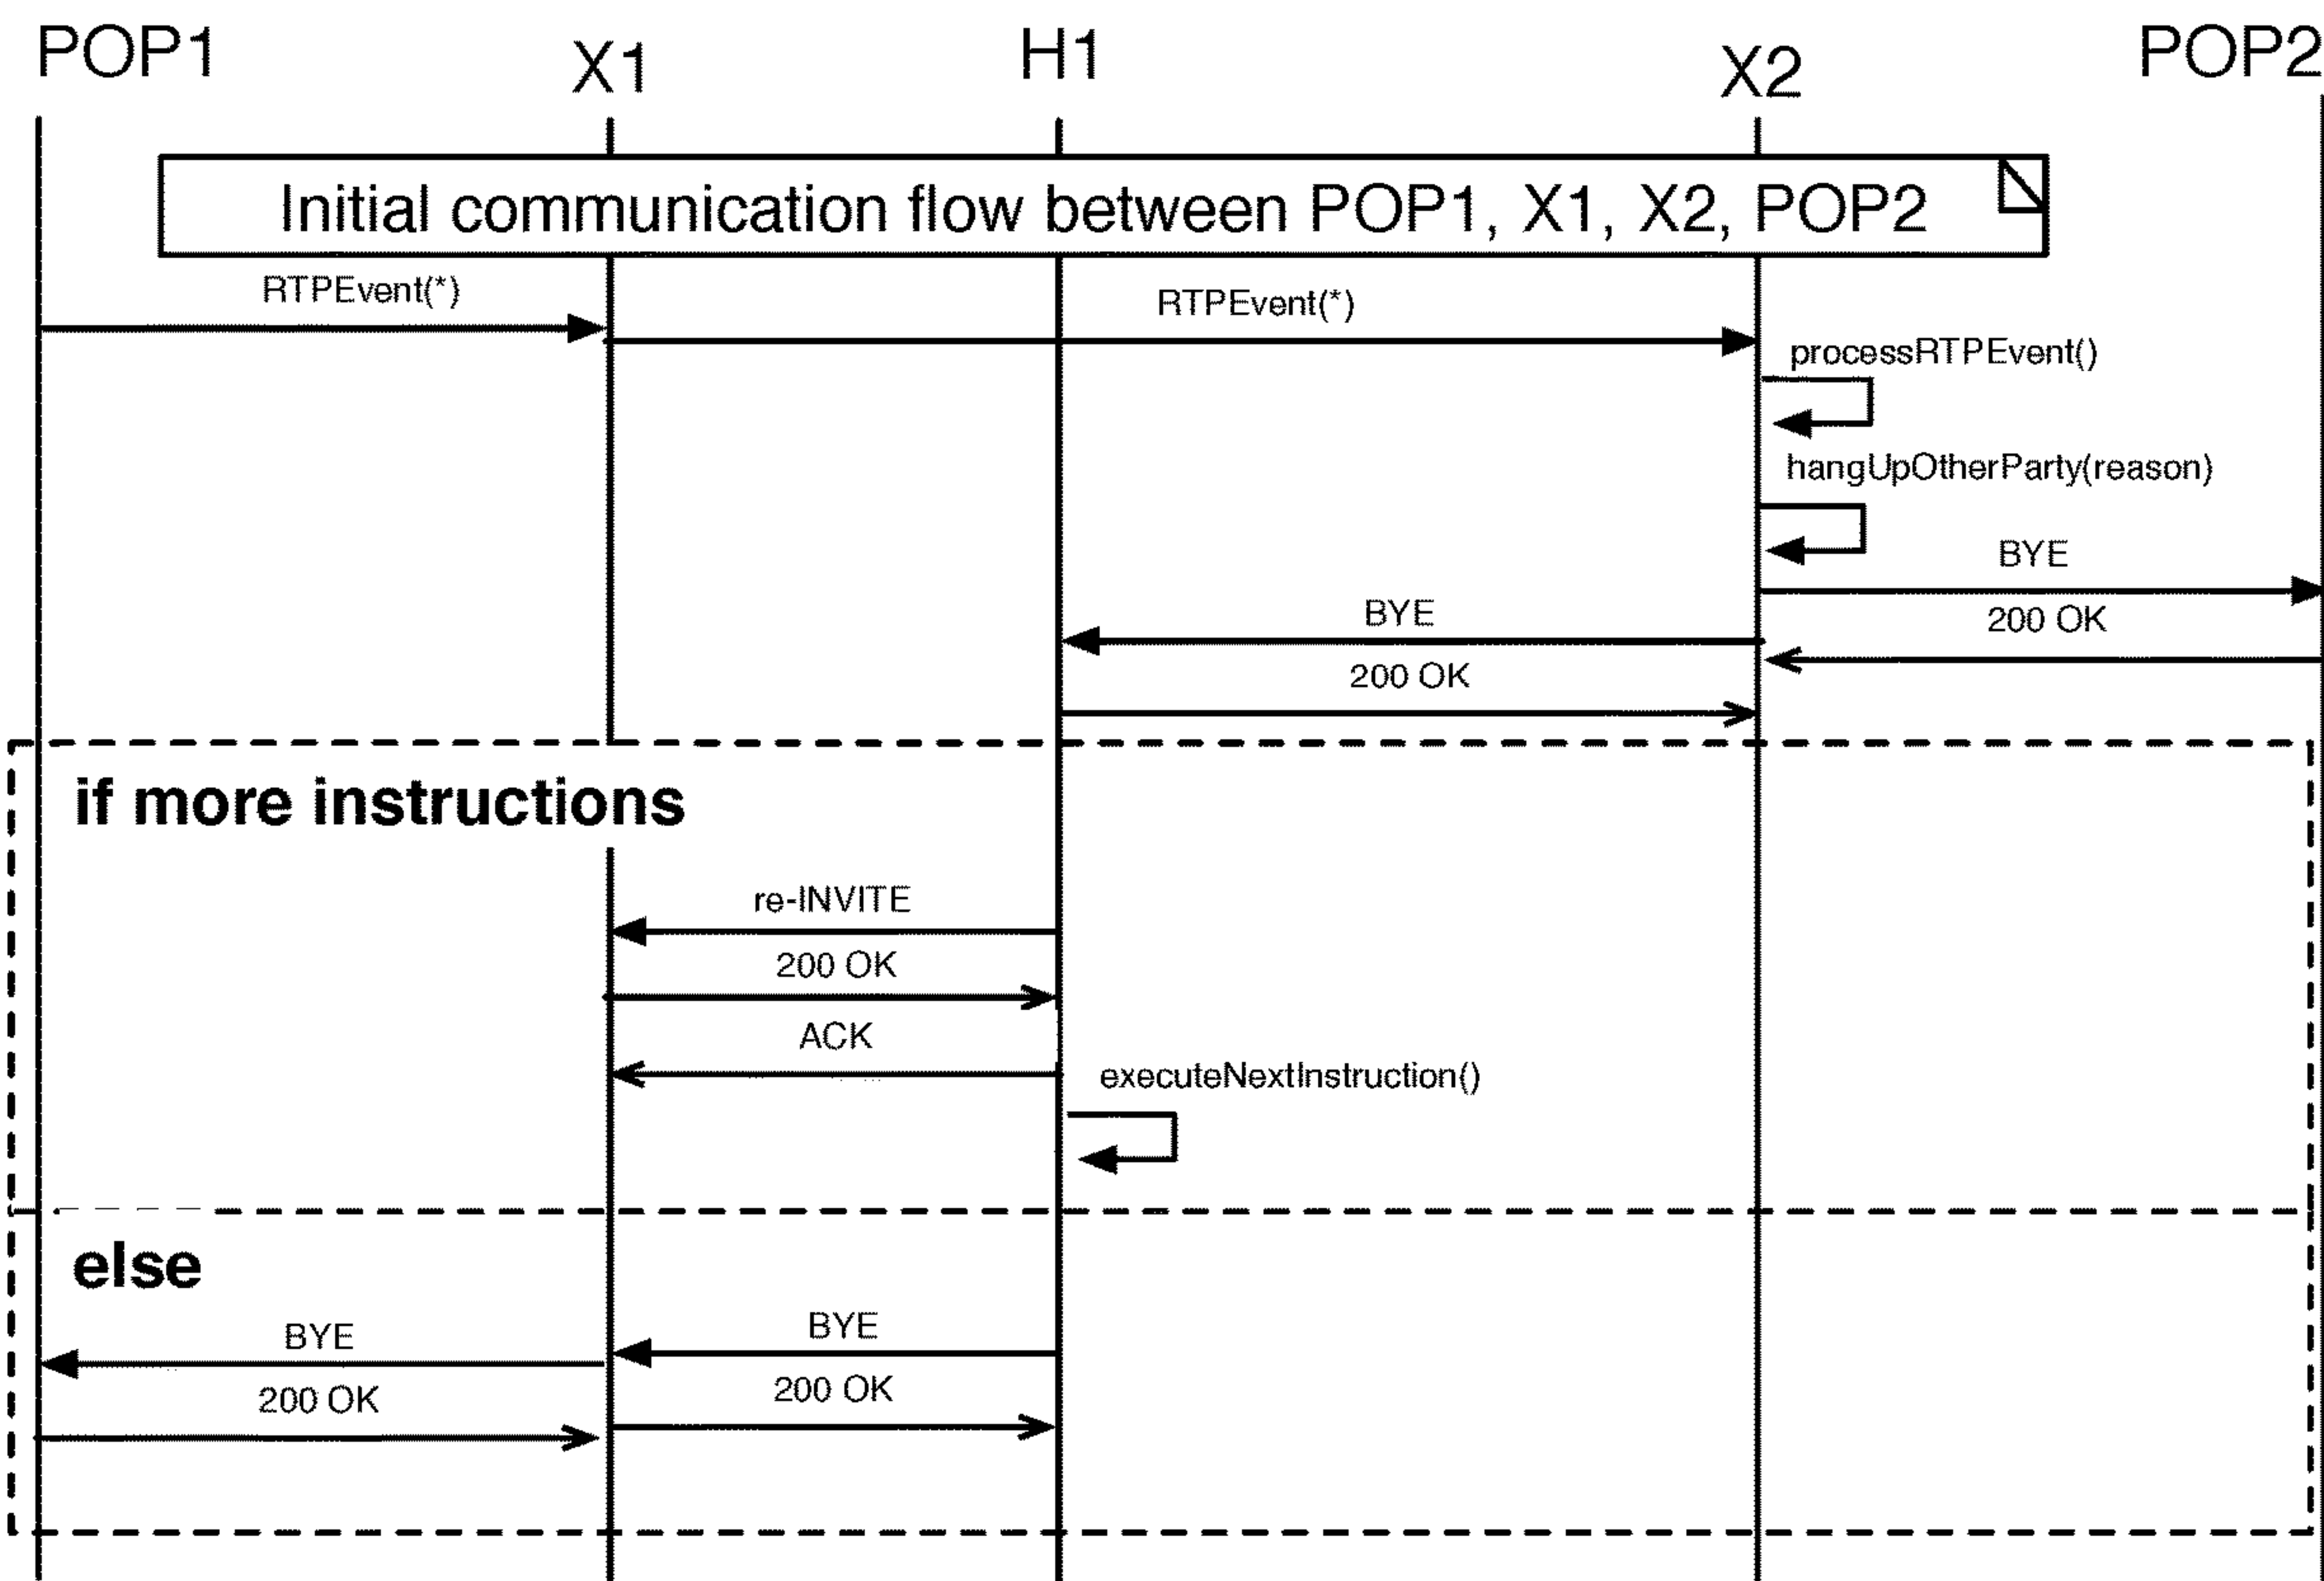 POP1
X1
H1
X2
POP2
Initial communication flow between POP1, X1, X2, POP2
RTPEvent(*)
RTPEvent(*)
processRTPEvent()
hangUpOtherParty(reason)
BYE
BYE
200 OK
200 OK
if more instructions
re-INVITE
200 OK
ACK
executeNextInstruction()
else
BYE
BYE
200 OK
200 OK